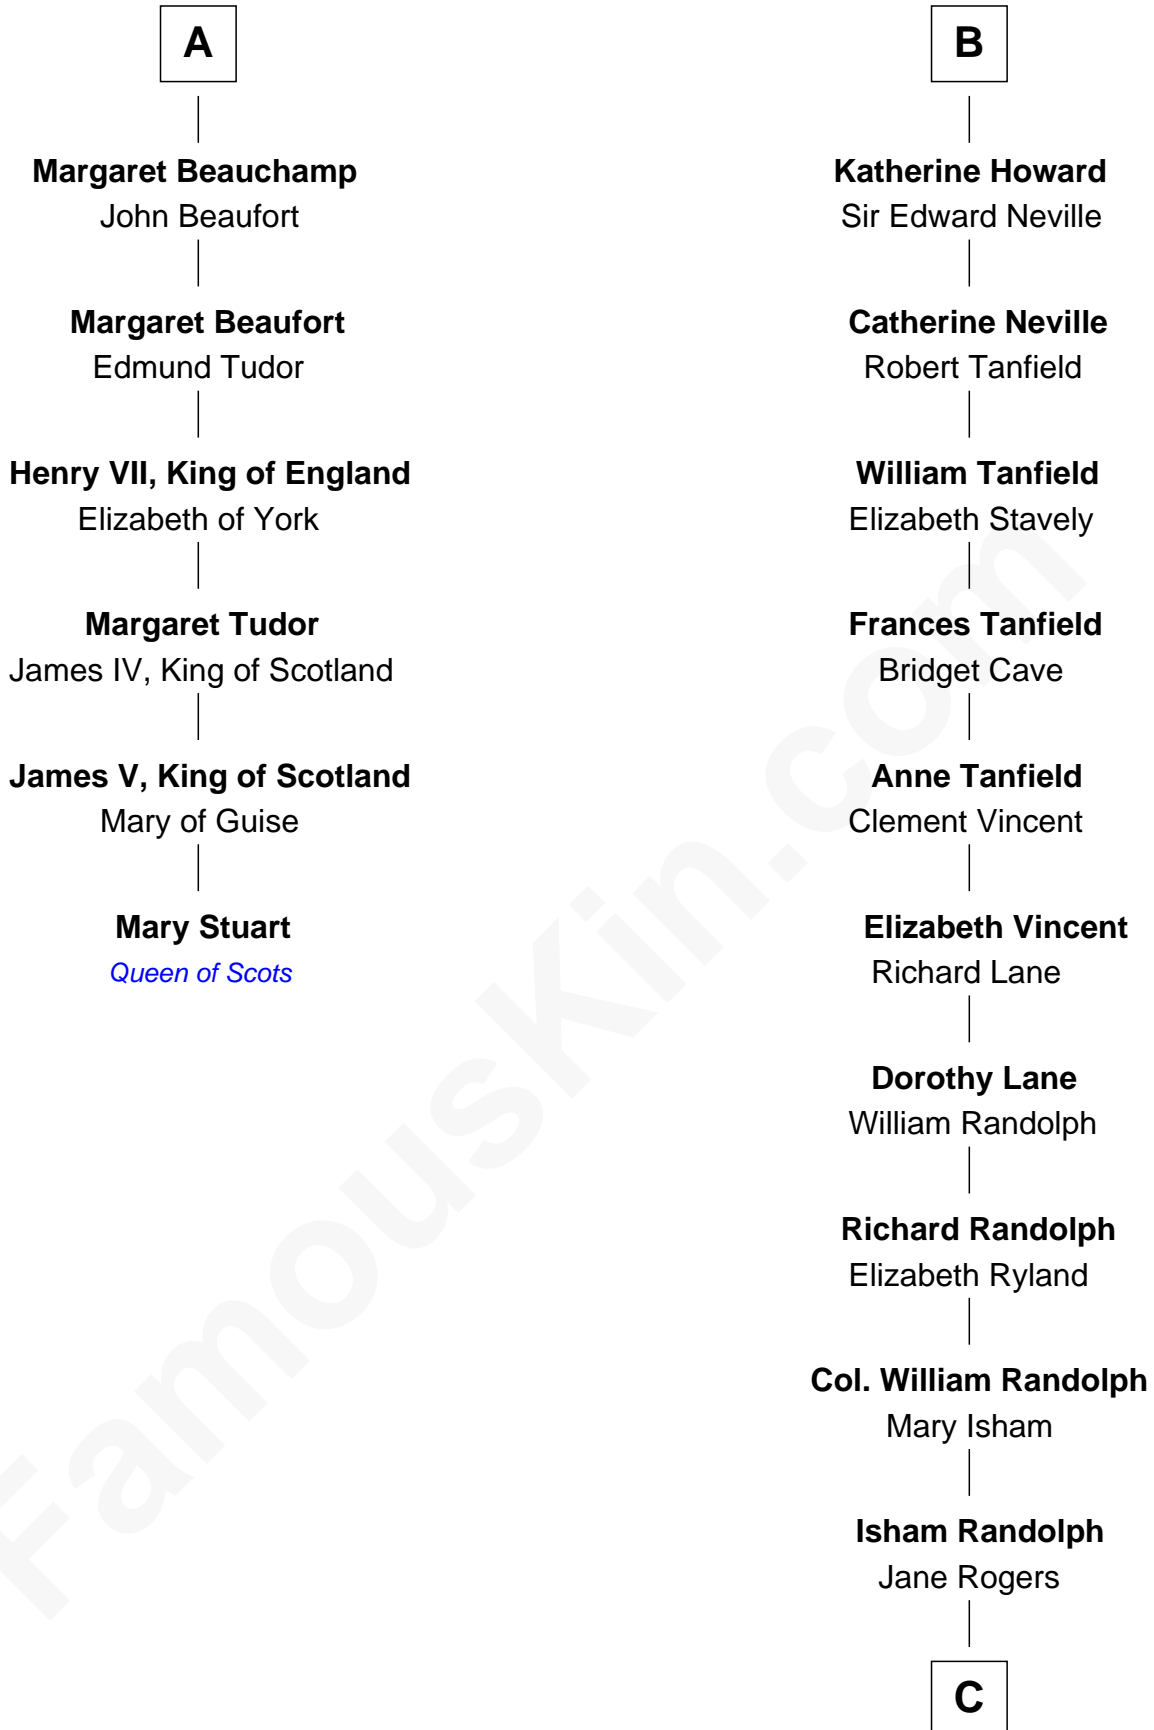 A
Margaret Beauchamp
John Beaufort
Margaret Beaufort
Edmund Tudor
Henry VII, King of England
Elizabeth of York
Margaret Tudor
James IV, King of Scotland
James V, King of Scotland
Mary of Guise
Mary Stuart
Queen of Scots
B
Katherine Howard
Sir Edward Neville
Catherine Neville
Robert Tanfield
William Tanfield
Elizabeth Stavely
Frances Tanfield
Bridget Cave
Anne Tanfield
Clement Vincent
Elizabeth Vincent
Richard Lane
Dorothy Lane
William Randolph
Richard Randolph
Elizabeth Ryland
Col. William Randolph
Mary Isham
Isham Randolph
Jane Rogers
C
FamousKin.com